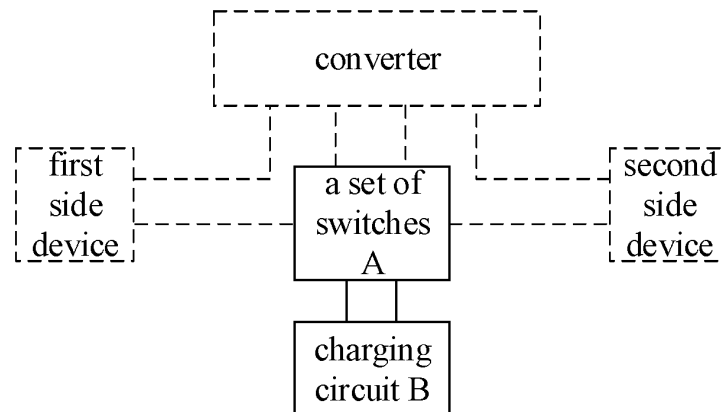 converter
first
side
device
a set of
switches
A
second
side
device
charging
circuit B